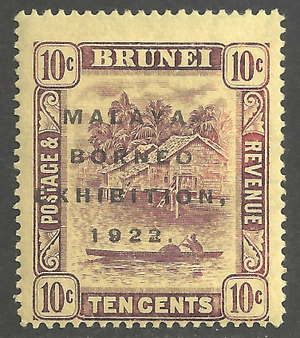 10c BRUNEI 10c
MALAYA-
BORNEO
EXHIBITION,
1922.
POSTAGE &
REVENUE
10c TEN CENTS 10c